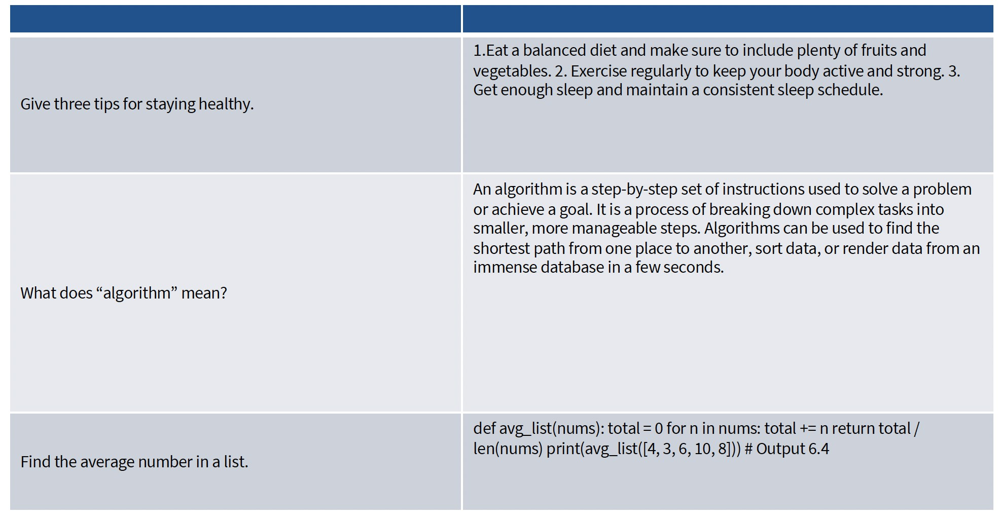 Give three tips for staying healthy.
1.Eat a balanced diet and make sure to include plenty of fruits and
vegetables. 2. Exercise regularly to keep your body active and strong. 3.
Get enough sleep and maintain a consistent sleep schedule.
What does “algorithm” mean?
An algorithm is a step-by-step set of instructions used to solve a problem
or achieve a goal. It is a process of breaking down complex tasks into
smaller, more manageable steps. Algorithms can be used to find the
shortest path from one place to another, sort data, or render data from an
immense database in a few seconds.
Find the average number in a list.
def avg_list(nums): total = 0 for n in nums: total += n return total /
len(nums) print(avg_list([4, 3, 6, 10, 8])) # Output 6.4